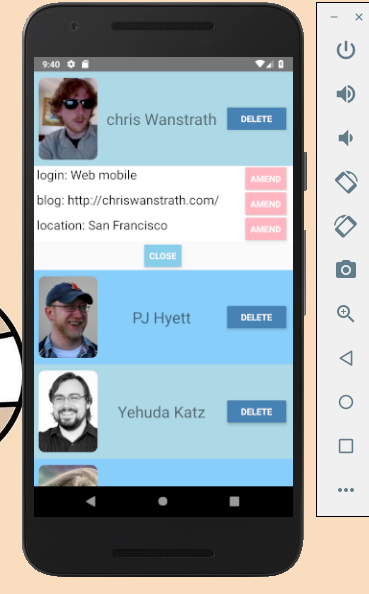 9:40
chris Wanstrath DELETE
login: Web mobile AMEND
blog: http://chriswanstrath.com/ AMEND
location: San Francisco AMEND
CLOSE
PJ Hyett DELETE
Yehuda Katz DELETE